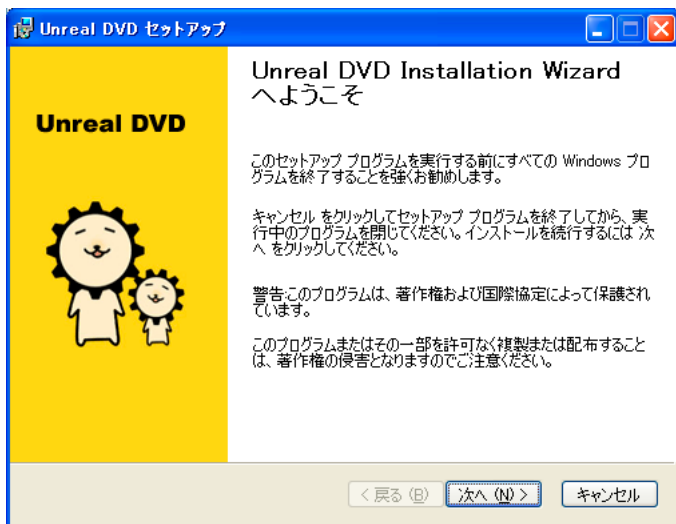 Unreal DVD セットアップ
Unreal DVD Installation Wizard
へようこそ
Unreal DVD
このセットアップ プログラムを実行する前にすべての Windows プロ
グラムを終了することを強くお勧めします。
キャンセル をクリックしてセットアップ プログラムを終了してから、実
行中のプログラムを閉じてください。インストールを続行するには 次
へ をクリックしてください。
警告:このプログラムは、著作権および国際協定によって保護され
ています。
このプログラムまたはその一部を許可なく複製または配布すること
は、著作権の侵害となりますのでご注意ください。
< 戻る (B)
次へ (N) >
キャンセル